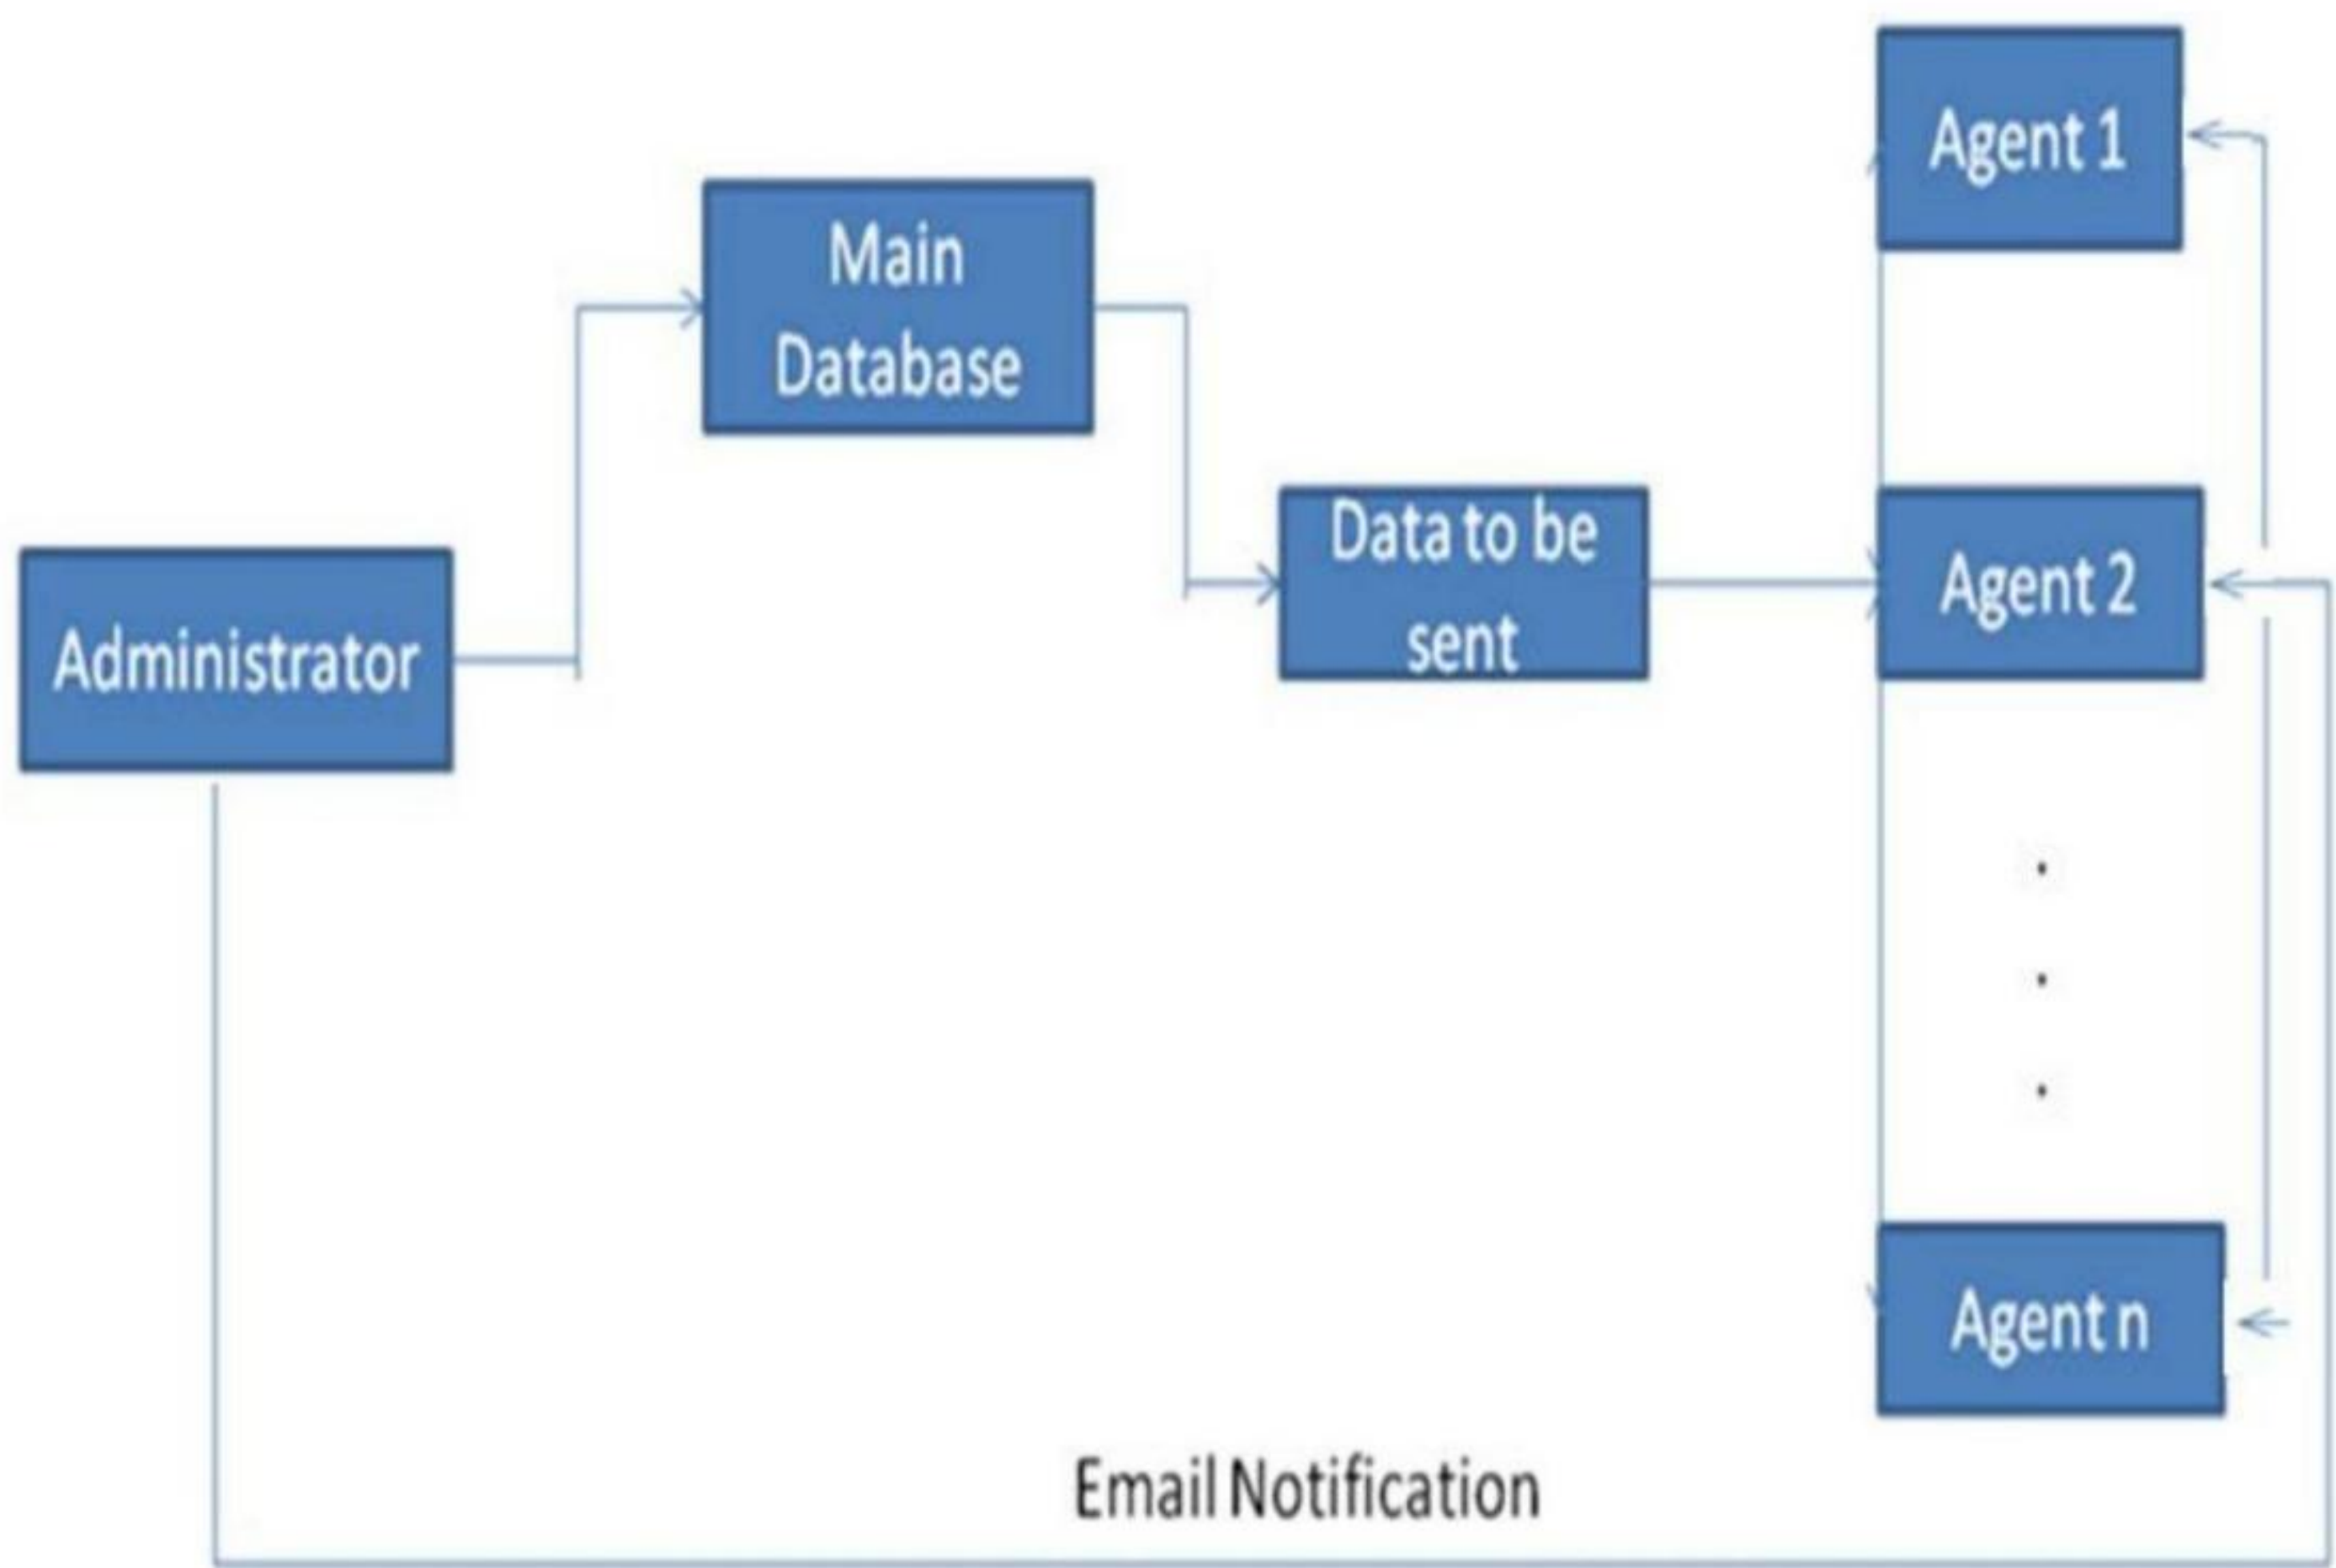 Agent 1
Main
Database
Data to be
sent
Agent 2
Administrator
Agent n
Email Notification